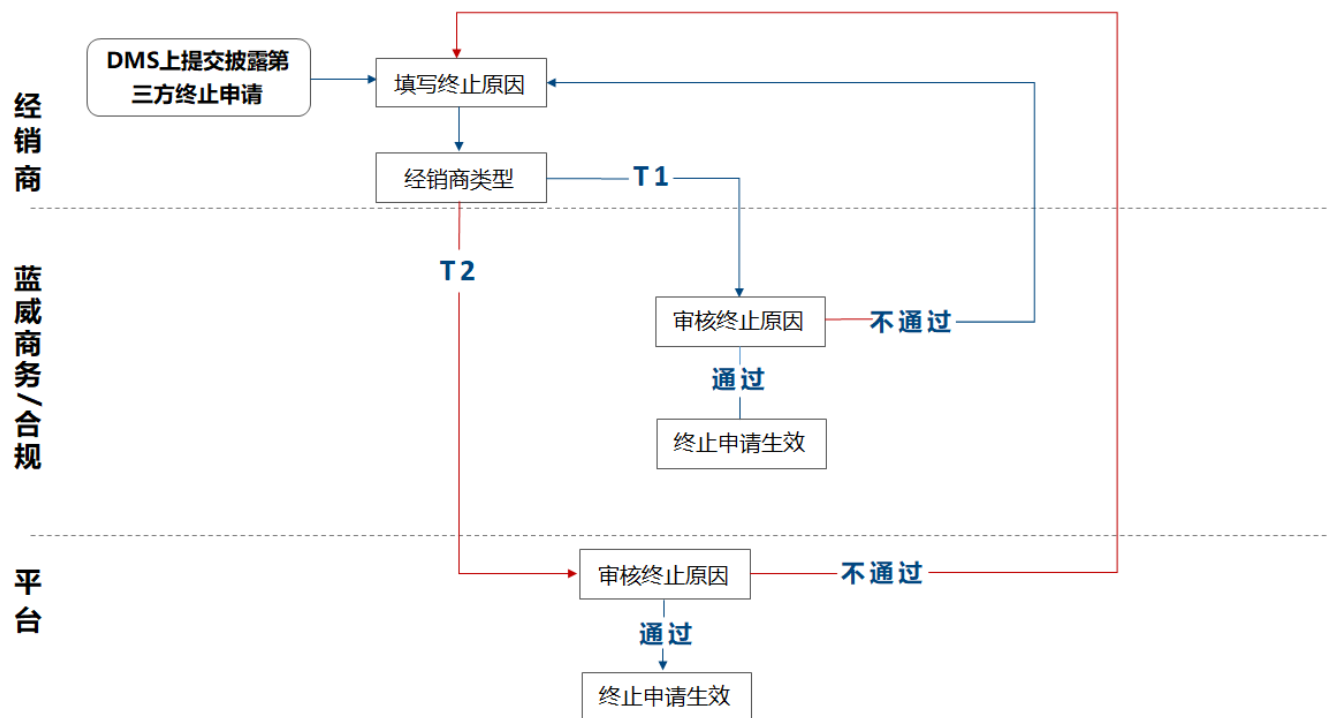 经销商
DMS上提交披露第
三方终止申请
填写终止原因
经销商类型
T1
蓝威商务/合规
T2
审核终止原因
不通过
通过
终止申请生效
平台
审核终止原因
不通过
通过
终止申请生效